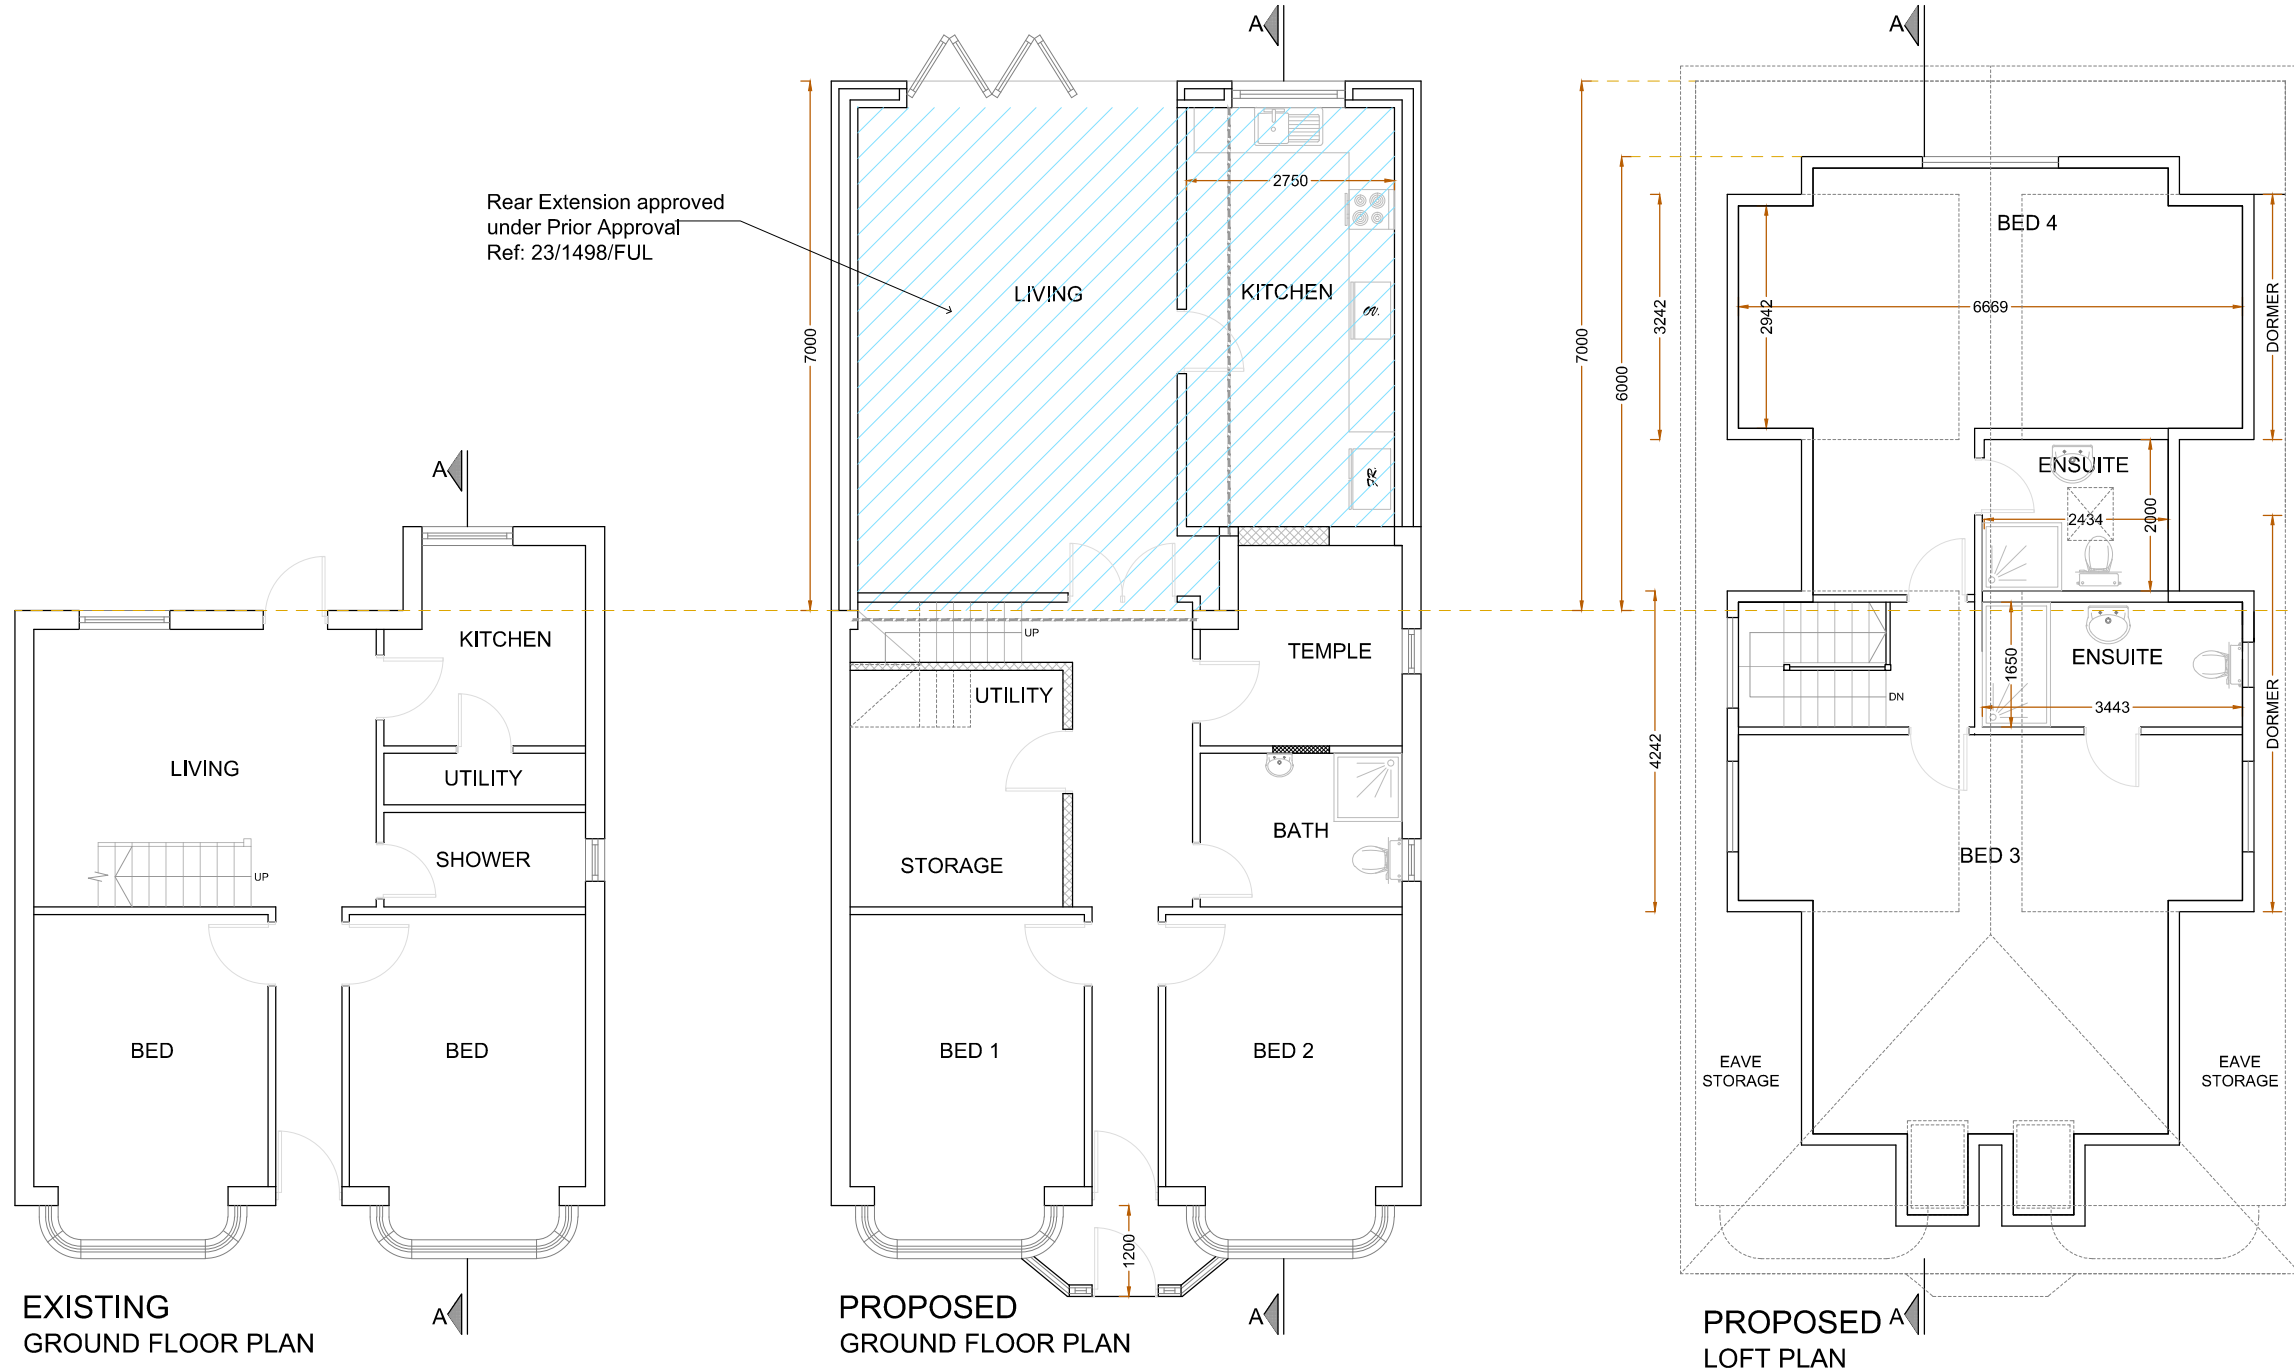 A
KITCHEN
LIVING
UTILITY
SHOWER
UP
BED
BED
A
EXISTING
GROUND FLOOR PLAN
Rear Extension approved
under Prior Approval
Ref: 23/1498/FUL
A
7000
2750
LIVING
KITCHEN
OV.
FR.
UP
TEMPLE
UTILITY
BATH
STORAGE
BED 1
BED 2
1200
A
PROPOSED
GROUND FLOOR PLAN
A
7000
6000
3242
2942
BED 4
6669
DORMER
ENSUITE
2434
2000
1650
ENSUITE
3443
DN
DORMER
4242
BED 3
EAVE
STORAGE
EAVE
STORAGE
A
PROPOSED
LOFT PLAN